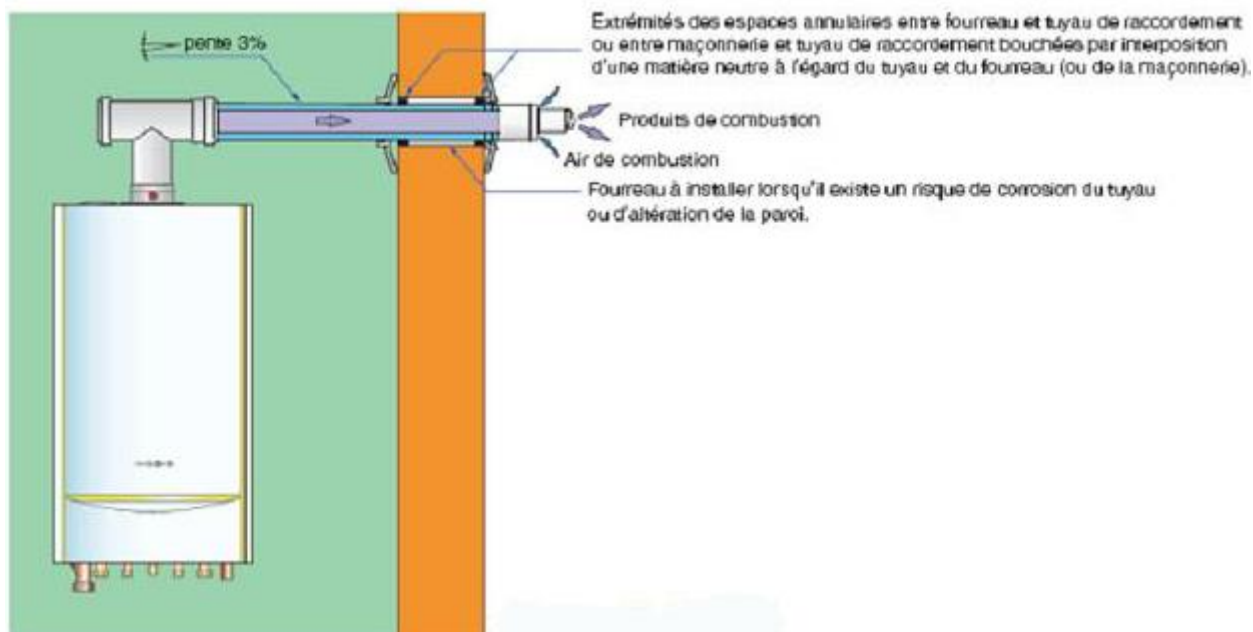 pente 3%
Extrémités des espaces annulaires entre fourreau et tuyau de raccordement
ou entre maçonnerie et tuyau de raccordement bouchées par interposition
d'une matière neutre à l'égard du tuyau et du fourreau (ou de la maçonnerie).
Produits de combustion
Air de combustion
Fourreau à installer lorsqu'il existe un risque de corrosion du tuyau
ou d'altération de la paroi.